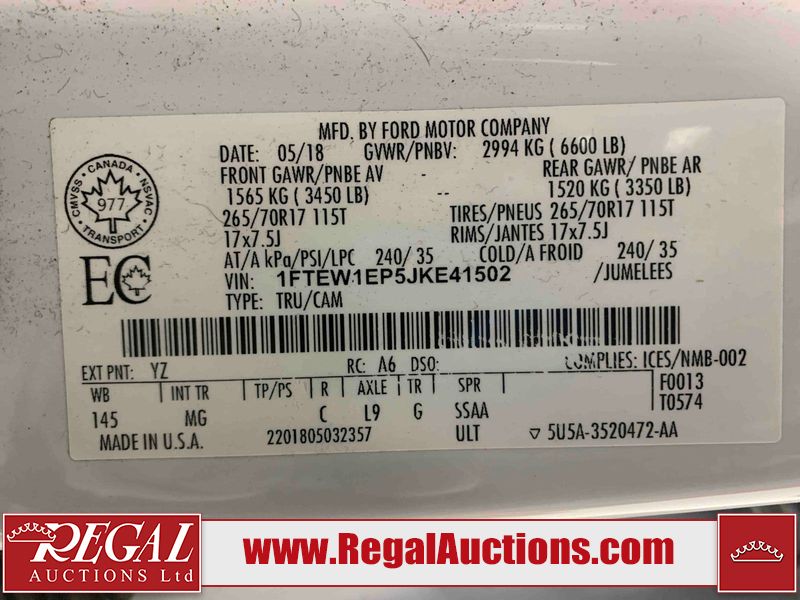 MFD. BY FORD MOTOR COMPANY
DATE: 05/18 GVWR/PNBV: 2994 KG ( 6600 LB)
FRONT GAWR/PNBE AV REAR GAWR/ PNBE AR
1565 KG ( 3450 LB) -- 1520 KG ( 3350 LB)
265/70R17 115T TIRES/PNEUS 265/70R17 115T
17x7.5J RIMS/JANTES 17x7.5J
AT/A kPa/PSI/LPC 240/ 35 COLD/A FROID 240/ 35
VIN: 1FTEW1EP5JKE41502 /JUMELEES
TYPE: TRU/CAM
CMVSS CANADA NSVAC
977
TRANSPORT
EC
EXT PNT: YZ RC: A6 DSO: COMPLIES: ICES/NMB-002
WB INT TR TP/PS R AXLE TR SPR F0013
145 MG C L9 G SSAA T0574
MADE IN CANADA 2201805032357 ULT ▽ 5U5A-3520472-AA
REGAL
AUCTIONS Ltd
www.RegalAuctions.com